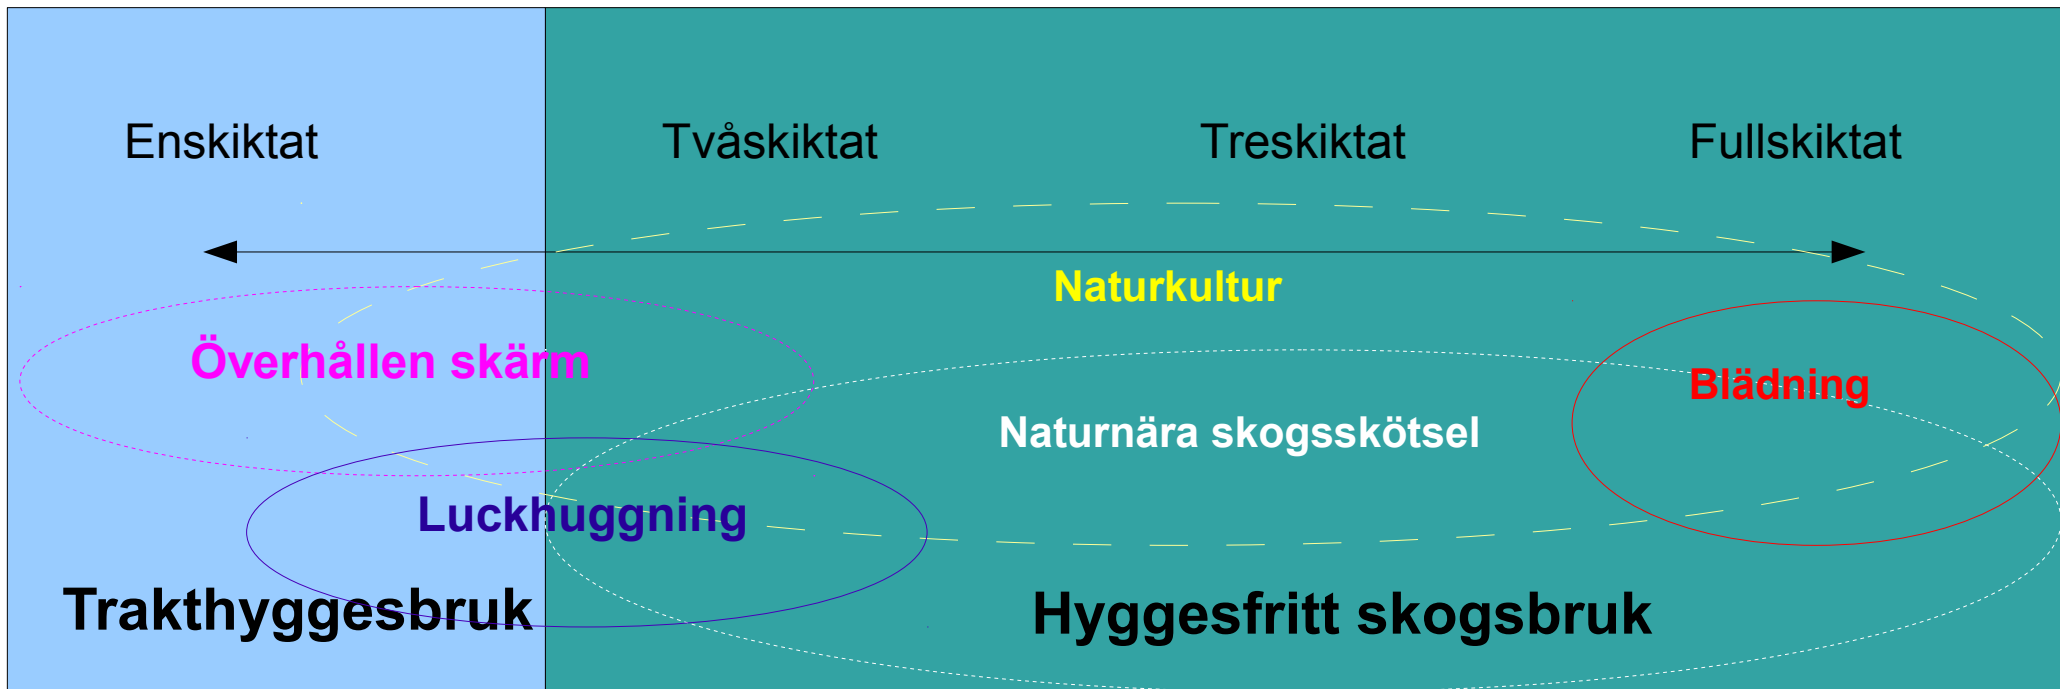 Enskiktat
Tvåskiktat
Treskiktat
Fullskiktat
Naturkultur
Överhållen skärm
Blädning
Naturnära skogsskötsel
Luckhuggning
Trakthyggesbruk
Hyggesfritt skogsbruk